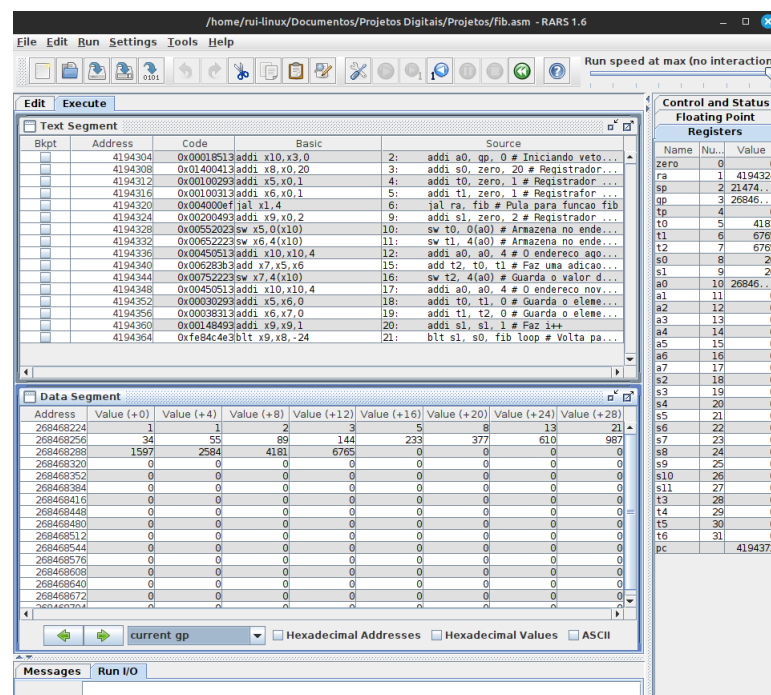 /home/rui-linux/Documentos/Projetos Digitais/Projetos/fib.asm - RARS 1.6
File Edit Run Settings Tools Help
Run speed at max (no interaction
Edit Execute
Text Segment
Bkpt Address Code Basic Source
4194304 0x00018513 addi x10,x3,0 2: addi a0, gp, 0 # Iniciando veto...
4194308 0x01400413 addi x8,x0,20 3: addi s0, zero, 20 # Registrador...
4194312 0x00100293 addi x5,x0,1 4: addi t0, zero, 1 # Registrador ...
4194316 0x00100313 addi x6,x0,1 5: addi t1, zero, 1 # Registrafor ...
4194320 0x004000ef jal x1,4 6: jal ra, fib # Pula para funcao fib
4194324 0x00200493 addi x9,x0,2 9: addi s1, zero, 2 # Registrador ...
4194328 0x00552023 sw x5,0(x10) 10: sw t0, 0(a0) # Armazena no ende...
4194332 0x00652223 sw x6,4(x10) 11: sw t1, 4(a0) # Armazena no ende...
4194336 0x00450513 addi x10,x10,4 12: addi a0, a0, 4 # O endereco ago...
4194340 0x006283b3 add x7,x5,x6 15: add t2, t0, t1 # Faz uma adicao...
4194344 0x00752223 sw x7,4(x10) 16: sw t2, 4(a0) # Guarda o valor d...
4194348 0x00450513 addi x10,x10,4 17: addi a0, a0, 4 # O endereco nov...
4194352 0x00030293 addi x5,x6,0 18: addi t0, t1, 0 # Guarda o eleme...
4194356 0x00038313 addi x6,x7,0 19: addi t1, t2, 0 # Guarda o eleme...
4194360 0x00148493 addi x9,x9,1 20: addi s1, s1, 1 # Faz i++
4194364 0xfe84c4e3 blt x9,x8,-24 21: blt s1, s0, fib loop # Volta pa...
Data Segment
Address Value (+0) Value (+4) Value (+8) Value (+12) Value (+16) Value (+20) Value (+24) Value (+28)
268468224 1 1 2 3 5 8 13 21
268468256 34 55 89 144 233 377 610 987
268468288 1597 2584 4181 6765 0 0 0 0
268468320 0 0 0 0 0 0 0 0
268468352 0 0 0 0 0 0 0 0
268468384 0 0 0 0 0 0 0 0
268468416 0 0 0 0 0 0 0 0
268468448 0 0 0 0 0 0 0 0
268468480 0 0 0 0 0 0 0 0
268468512 0 0 0 0 0 0 0 0
268468544 0 0 0 0 0 0 0 0
268468576 0 0 0 0 0 0 0 0
268468608 0 0 0 0 0 0 0 0
268468640 0 0 0 0 0 0 0 0
268468672 0 0 0 0 0 0 0 0
268468704 0 0 0 0 0 0 0 0
current gp Hexadecimal Addresses Hexadecimal Values ASCII
Messages Run I/O
Control and Status
Floating Point
Registers
Name Nu... Value
zero 0
ra 1 419432
sp 2 21474...
gp 3 26846...
tp 4
t0 5 418
t1 6 676
t2 7 676
s0 8 2
s1 9 2
a0 10 26846...
a1 11
a2 12
a3 13
a4 14
a5 15
a6 16
a7 17
s2 18
s3 19
s4 20
s5 21
s6 22
s7 23
s8 24
s9 25
s10 26
s11 27
t3 28
t4 29
t5 30
t6 31
pc 419437